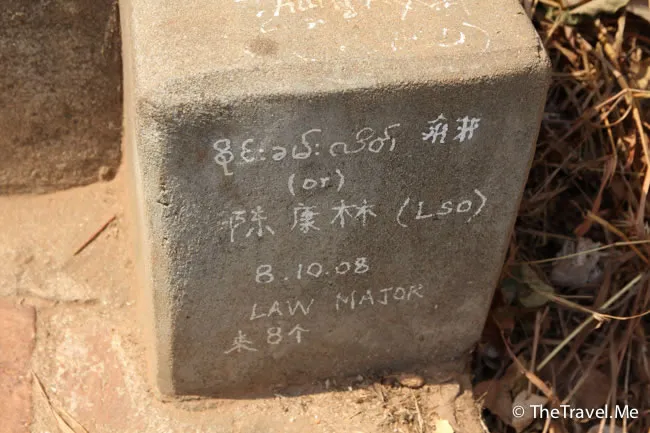 စိုင်းခမ်း
(or)
陈康林 (LSO)
8.10.08
LAW MAJOR
来8个
© TheTravel.Me